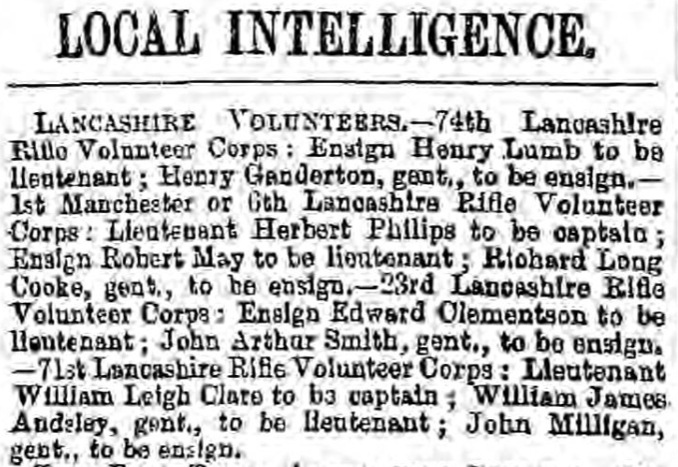 LOCAL INTELLIGENCE.
LANCASHIRE VOLUNTEERS.—74th Lancashire
Rifle Volunteer Corps: Ensign Henry Lumb to be
lieutenant; Henry Ganderton, gent., to be ensign.—
1st Manchester or 6th Lancashire Rifle Volunteer
Corps: Lieutenant Herbert Philips to be captain;
Ensign Robert May to be lieutenant; Richard Long
Cooke, gent., to be ensign.—23rd Lancashire Rifle
Volunteer Corps: Ensign Edward Clementson to be
lieutenant; John Arthur Smith, gent., to be ensign.
—71st Lancashire Rifle Volunteer Corps: Lieutenant
William Leigh Clare to be captain; William James
Andsley, gent., to be lieutenant; John Milligan,
gent., to be ensign.